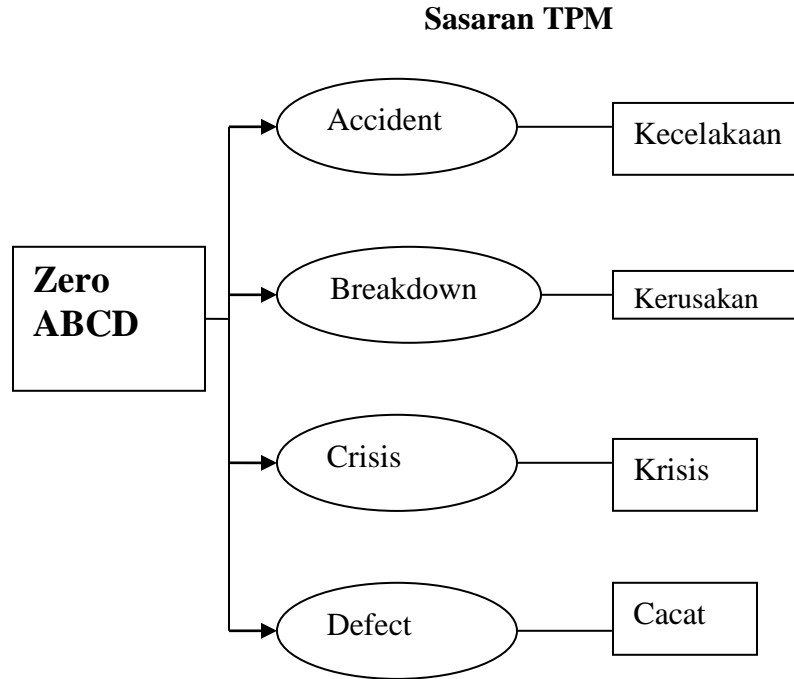 Sasaran TPM
Accident
Kecelakaan
Zero
ABCD
Breakdown
Kerusakan
Crisis
Krisis
Defect
Cacat